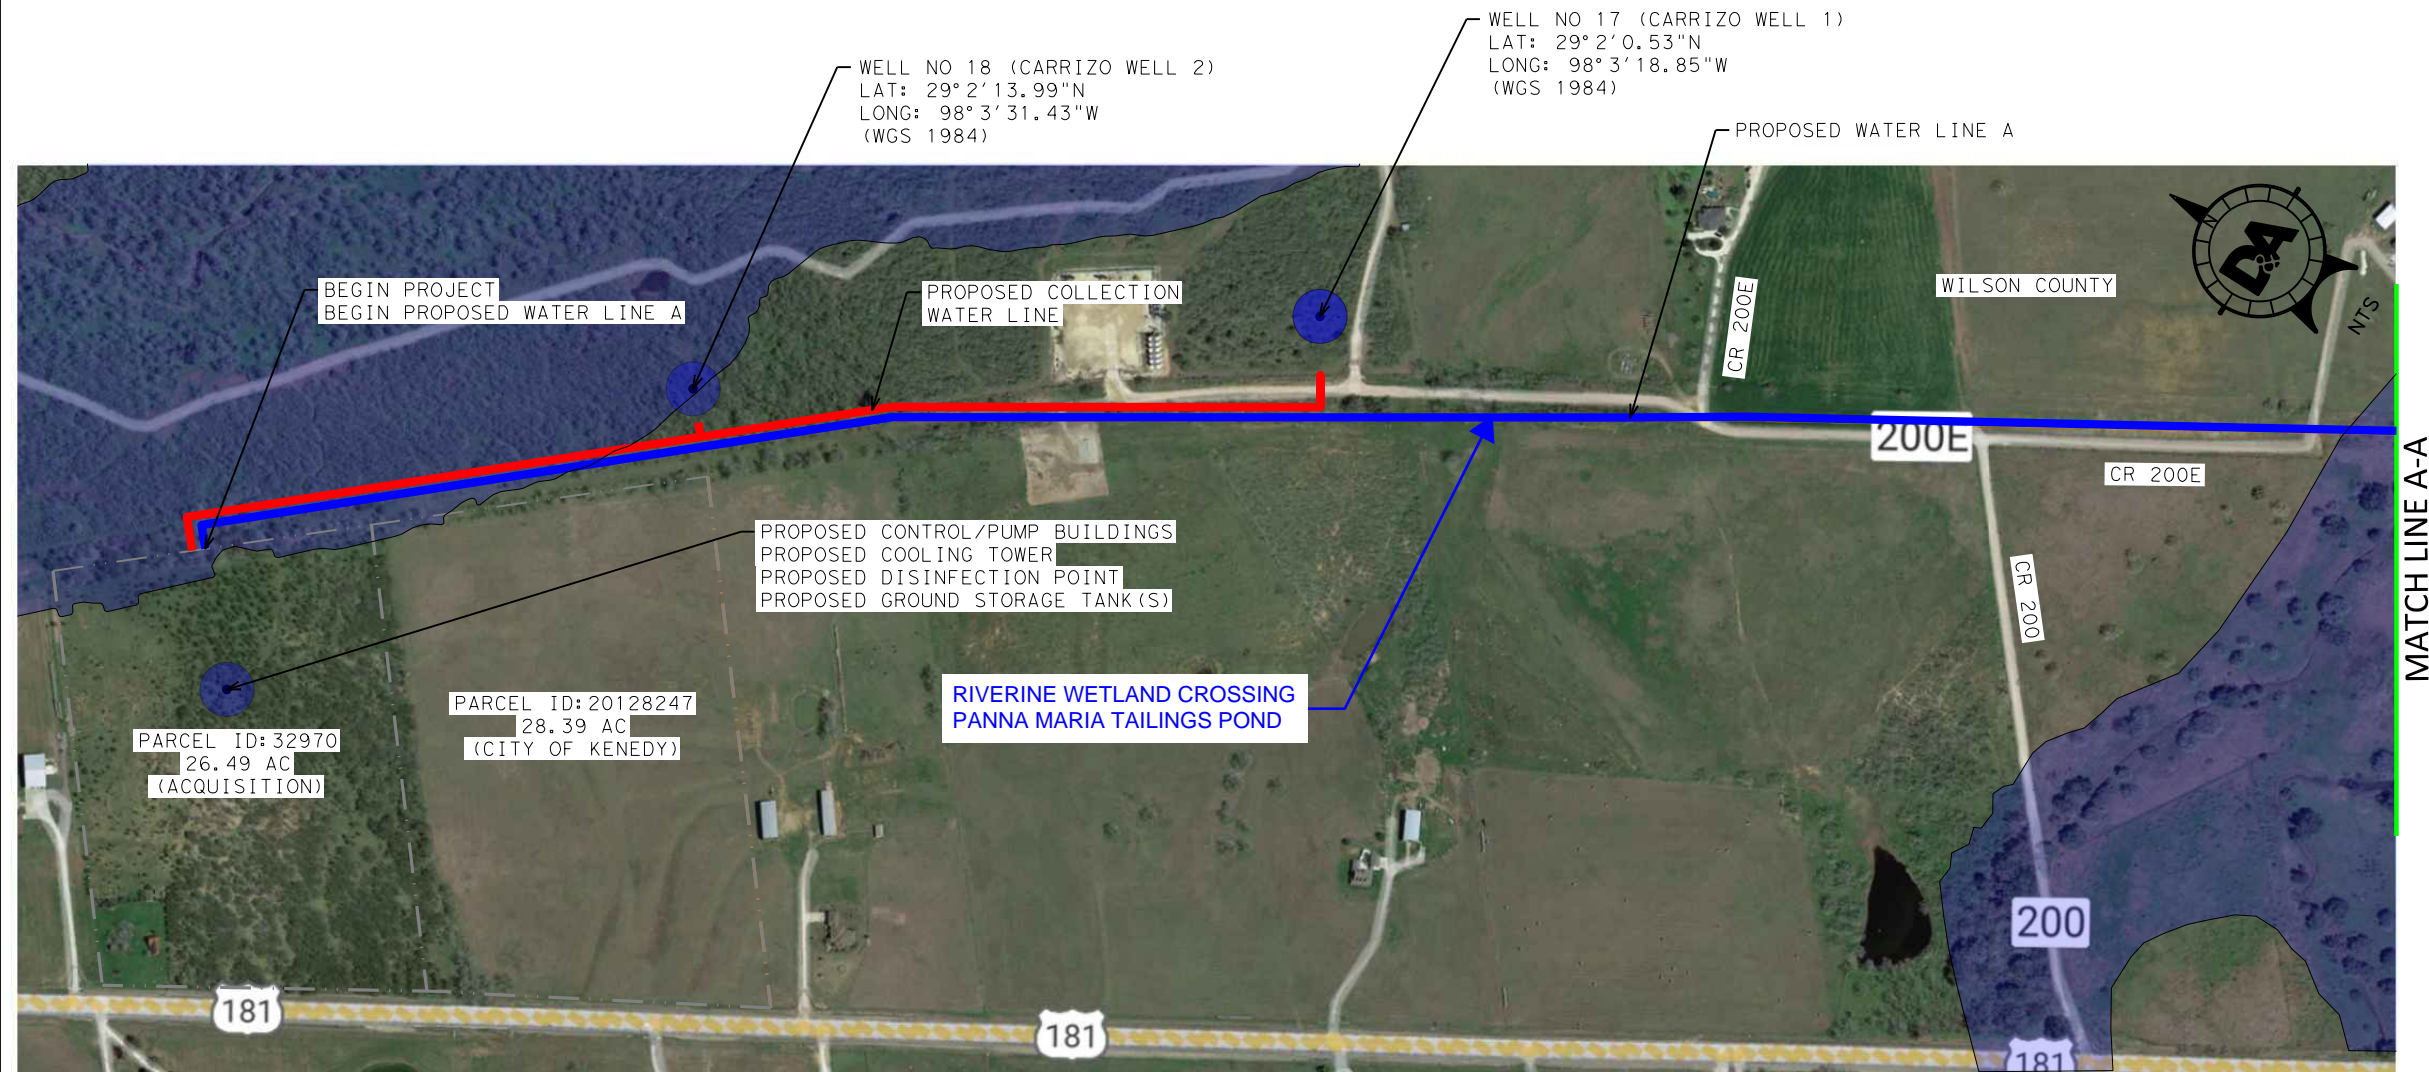 WELL NO 17 (CARRIZO WELL 1)
LAT: 29°2'0.53"N
LONG: 98°3'18.85"W
(WGS 1984)
WELL NO 18 (CARRIZO WELL 2)
LAT: 29°2'13.99"N
LONG: 98°3'31.43"W
(WGS 1984)
PROPOSED WATER LINE A
BEGIN PROJECT
BEGIN PROPOSED WATER LINE A
PROPOSED COLLECTION
WATER LINE
CR 200E
WILSON COUNTY
N
NTS
200E
CR 200E
MATCH LINE A-A
PROPOSED CONTROL/PUMP BUILDINGS
PROPOSED COOLING TOWER
PROPOSED DISINFECTION POINT
PROPOSED GROUND STORAGE TANK(S)
CR 200
RIVERINE WETLAND CROSSING
PANNA MARIA TAILINGS POND
PARCEL ID:20128247
28.39 AC
(CITY OF KENEDY)
PARCEL ID:32970
26.49 AC
(ACQUISITION)
200
181
181
181